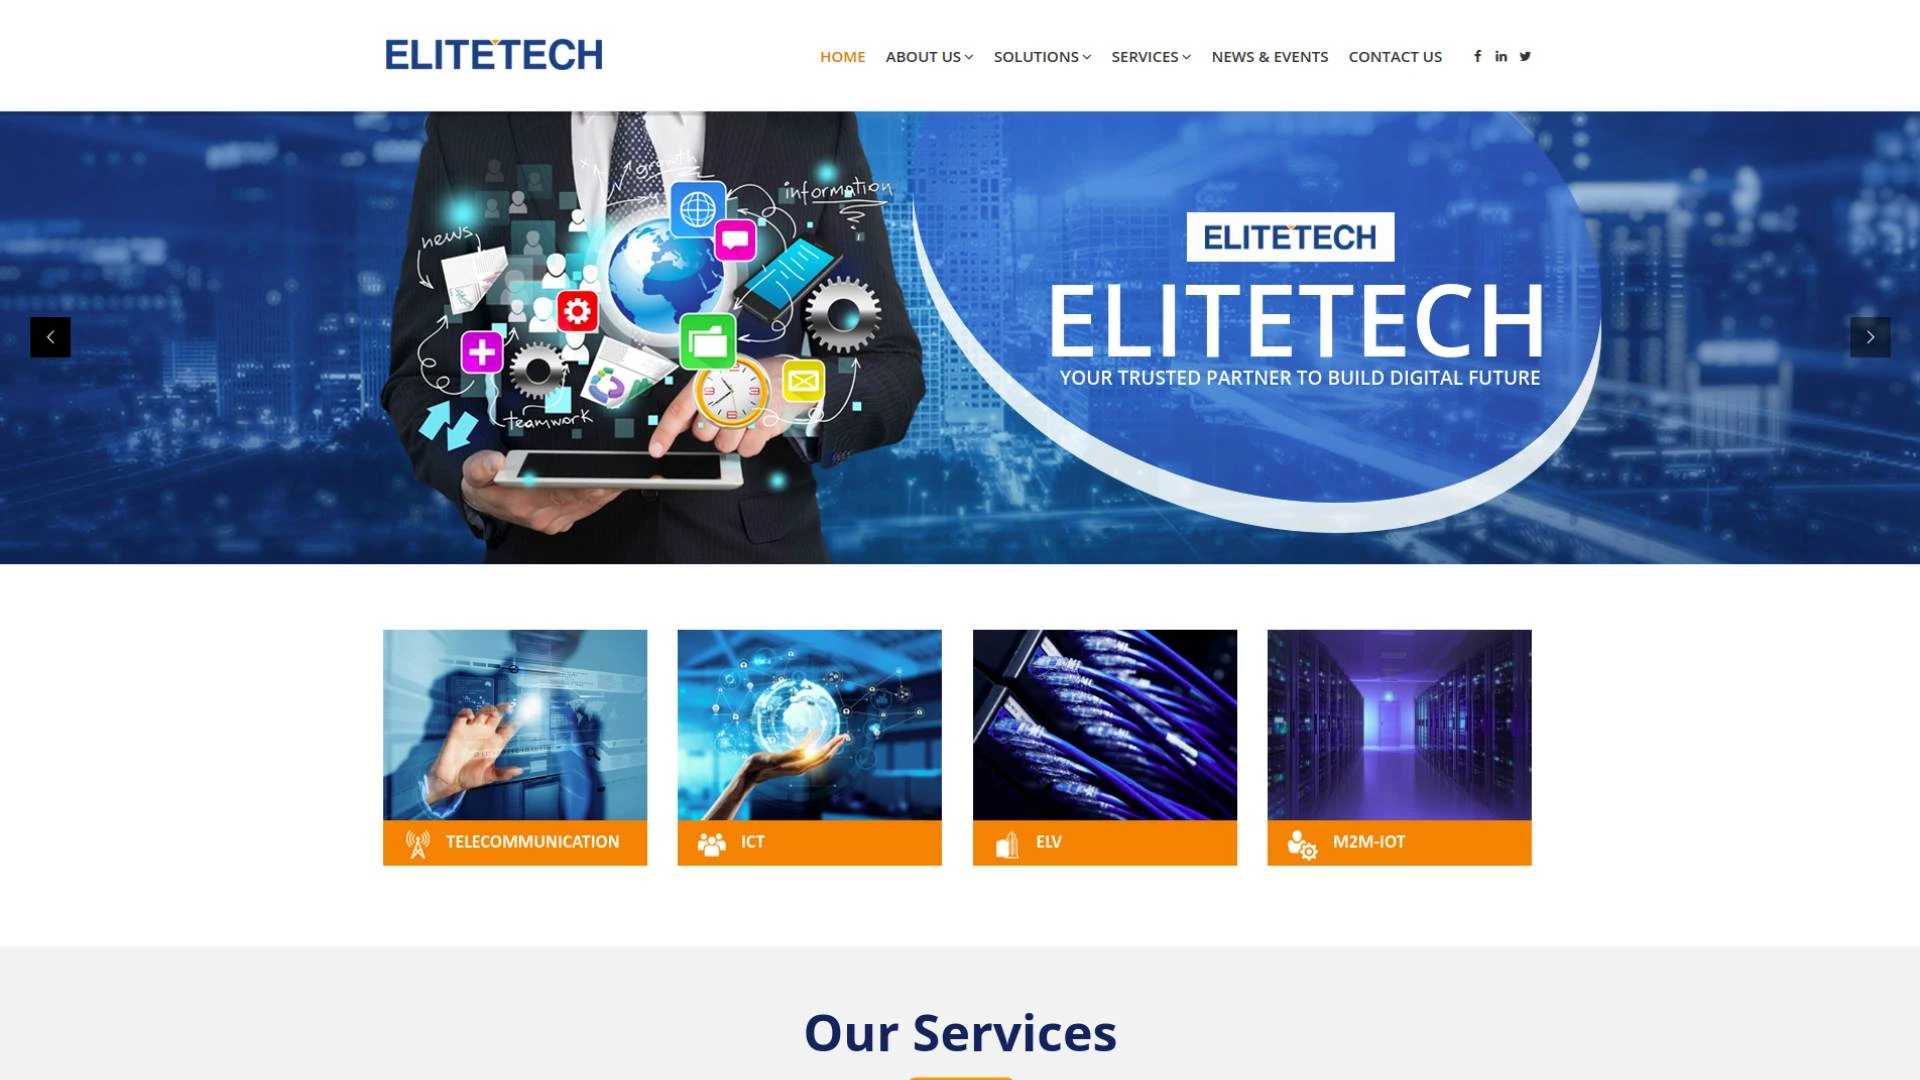 ELITETECH
HOME ABOUT US SOLUTIONS SERVICES NEWS & EVENTS CONTACT US
growth
information
news
teamwork
ELITETECH
ELITETECH
YOUR TRUSTED PARTNER TO BUILD DIGITAL FUTURE
TELECOMMUNICATION
ICT
ELV
M2M-IOT
Our Services